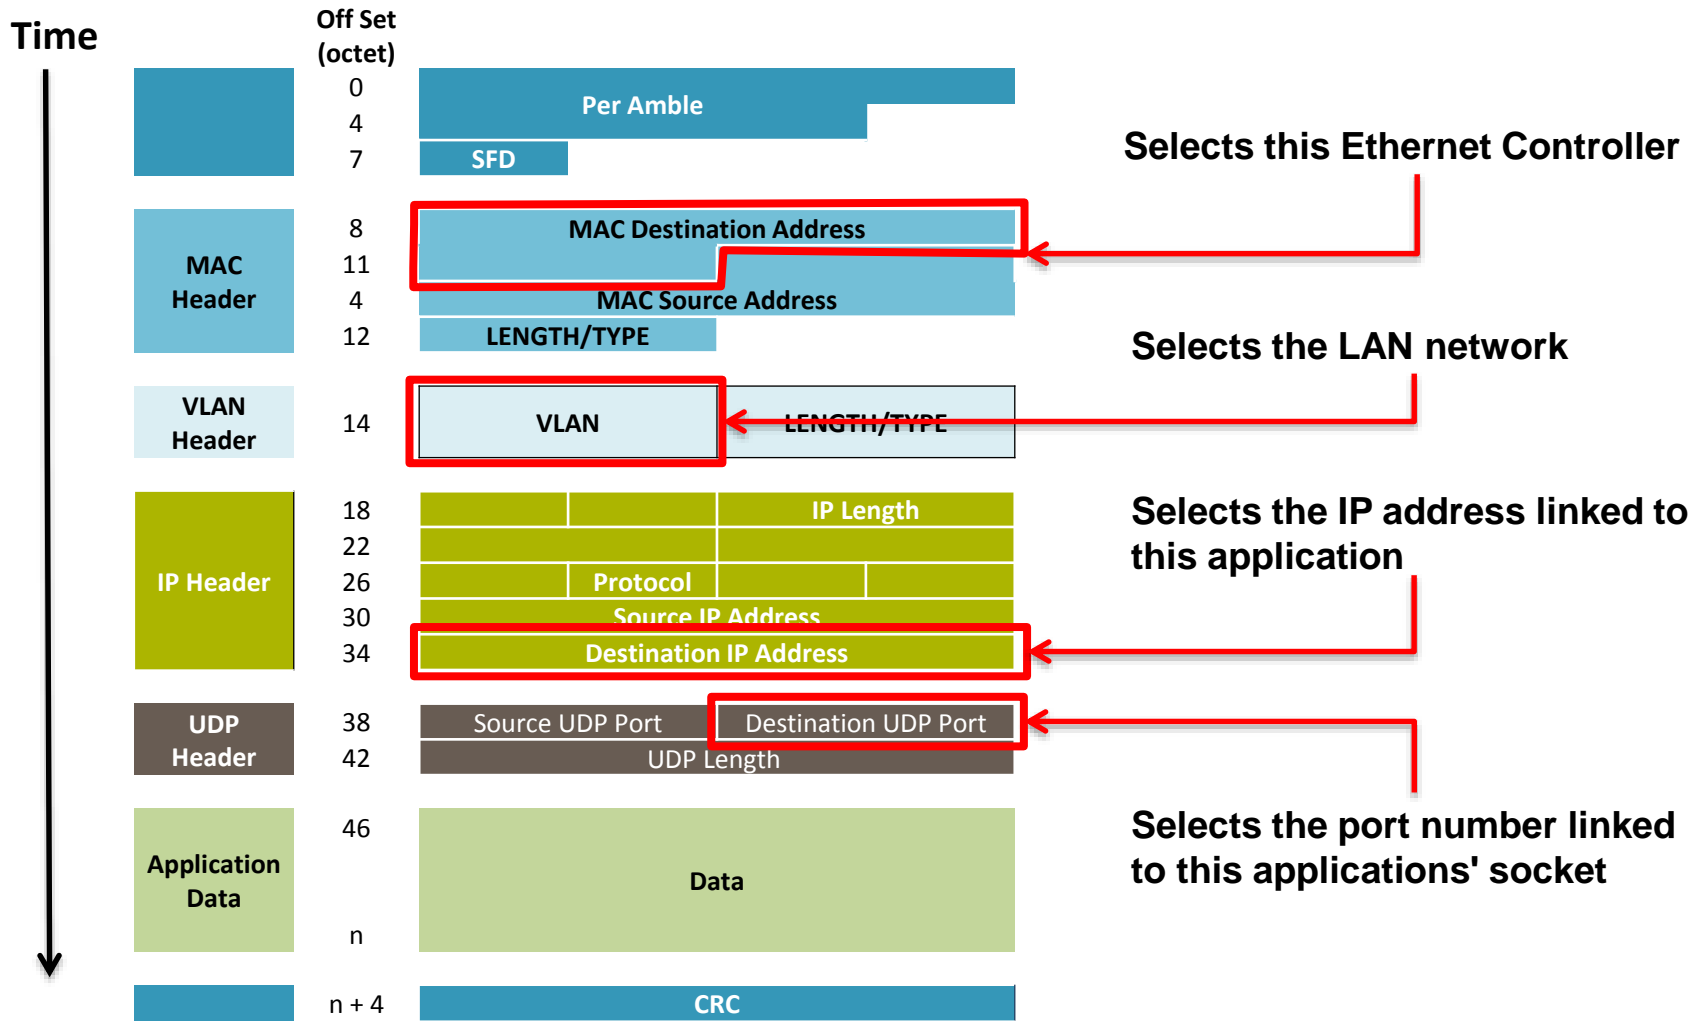 Time
Off Set
(octet)
0
Per Amble
4
7
SFD
Selects this Ethernet Controller
8
MAC Destination Address
MAC
Header
11
4
MAC Source Address
12
LENGTH/TYPE
Selects the LAN network
VLAN
Header
14
VLAN
LENGTH/TYPE
18
IP Length
Selects the IP address linked to
this application
22
IP Header
26
Protocol
30
Source IP Address
34
Destination IP Address
UDP
Header
38
Source UDP Port
Destination UDP Port
42
UDP Length
46
Selects the port number linked
to this applications' socket
Application
Data
Data
n
n + 4
CRC